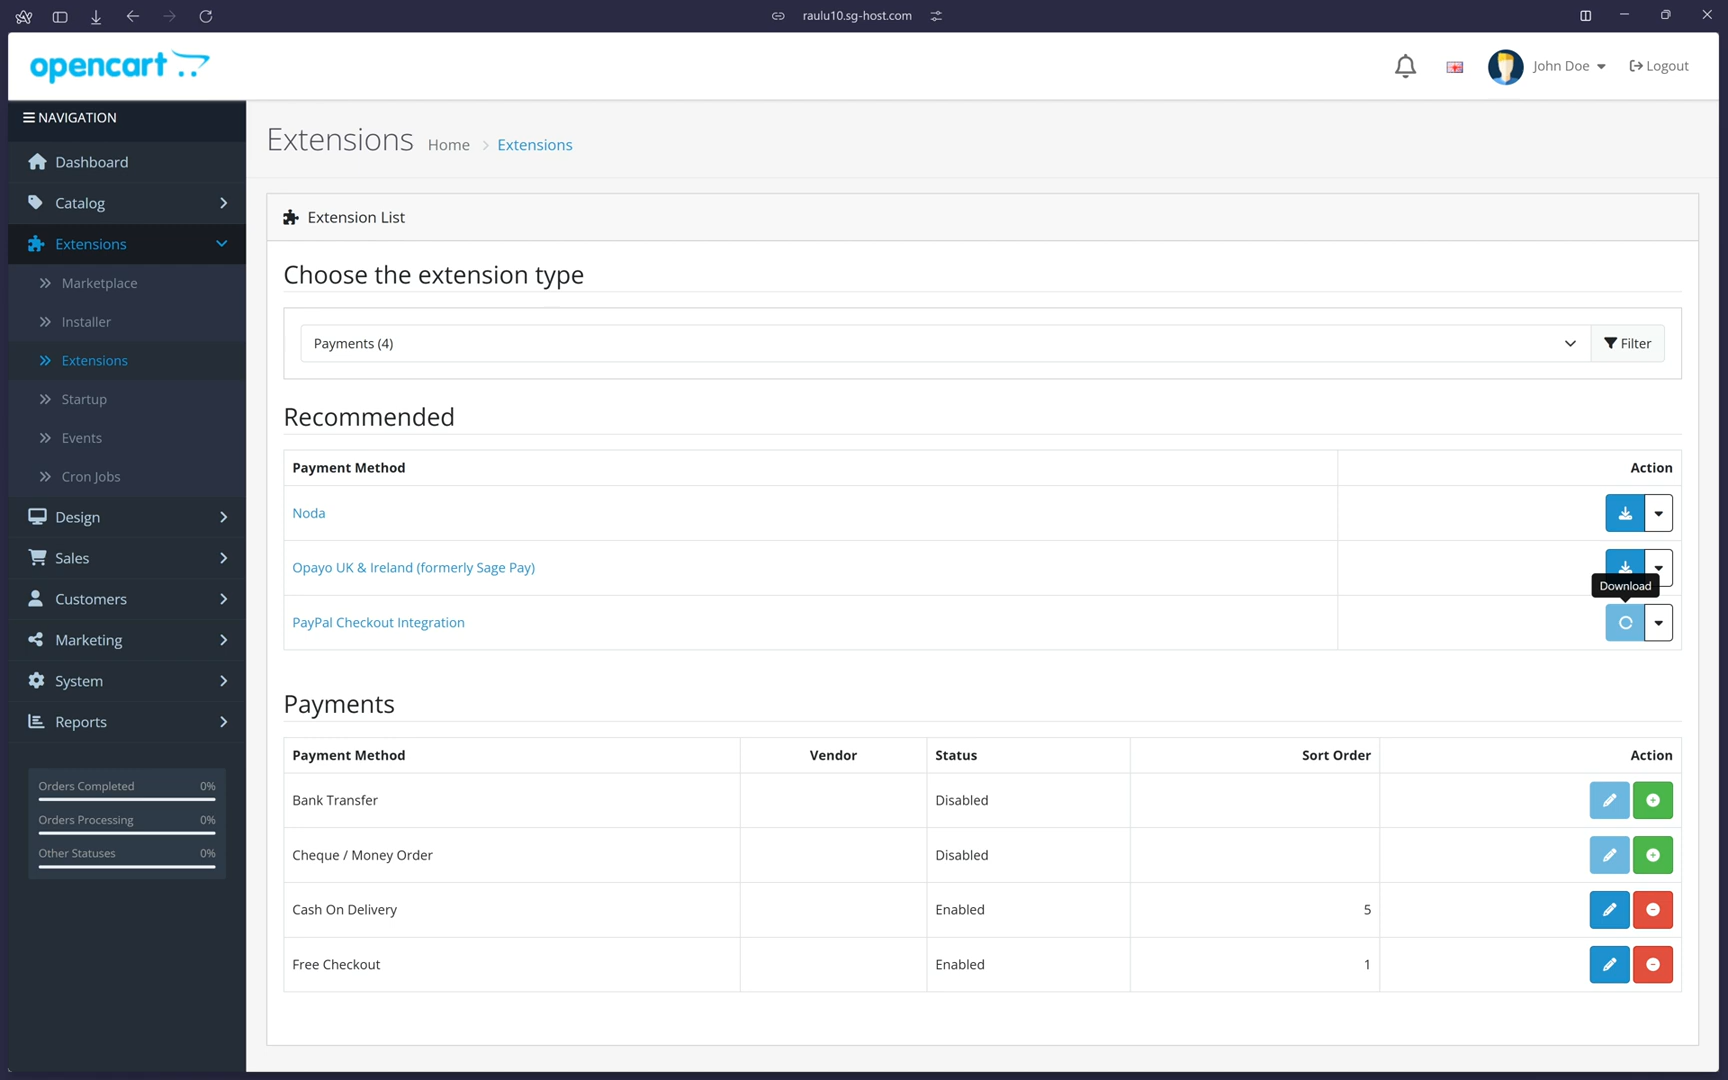 raulu10.sg-host.com
opencart
John Doe
Logout
NAVIGATION
Dashboard
Catalog
Extensions
Marketplace
Installer
Extensions
Startup
Events
Cron Jobs
Design
Sales
Customers
Marketing
System
Reports
Orders Completed 0%
Orders Processing 0%
Other Statuses 0%
Extensions Home > Extensions
Extension List
Choose the extension type
Payments (4)
Filter
Recommended
Payment Method Action
Noda
Opayo UK & Ireland (formerly Sage Pay)
Download
PayPal Checkout Integration
Payments
Payment Method Vendor Status Sort Order Action
Bank Transfer Disabled
Cheque / Money Order Disabled
Cash On Delivery Enabled 5
Free Checkout Enabled 1